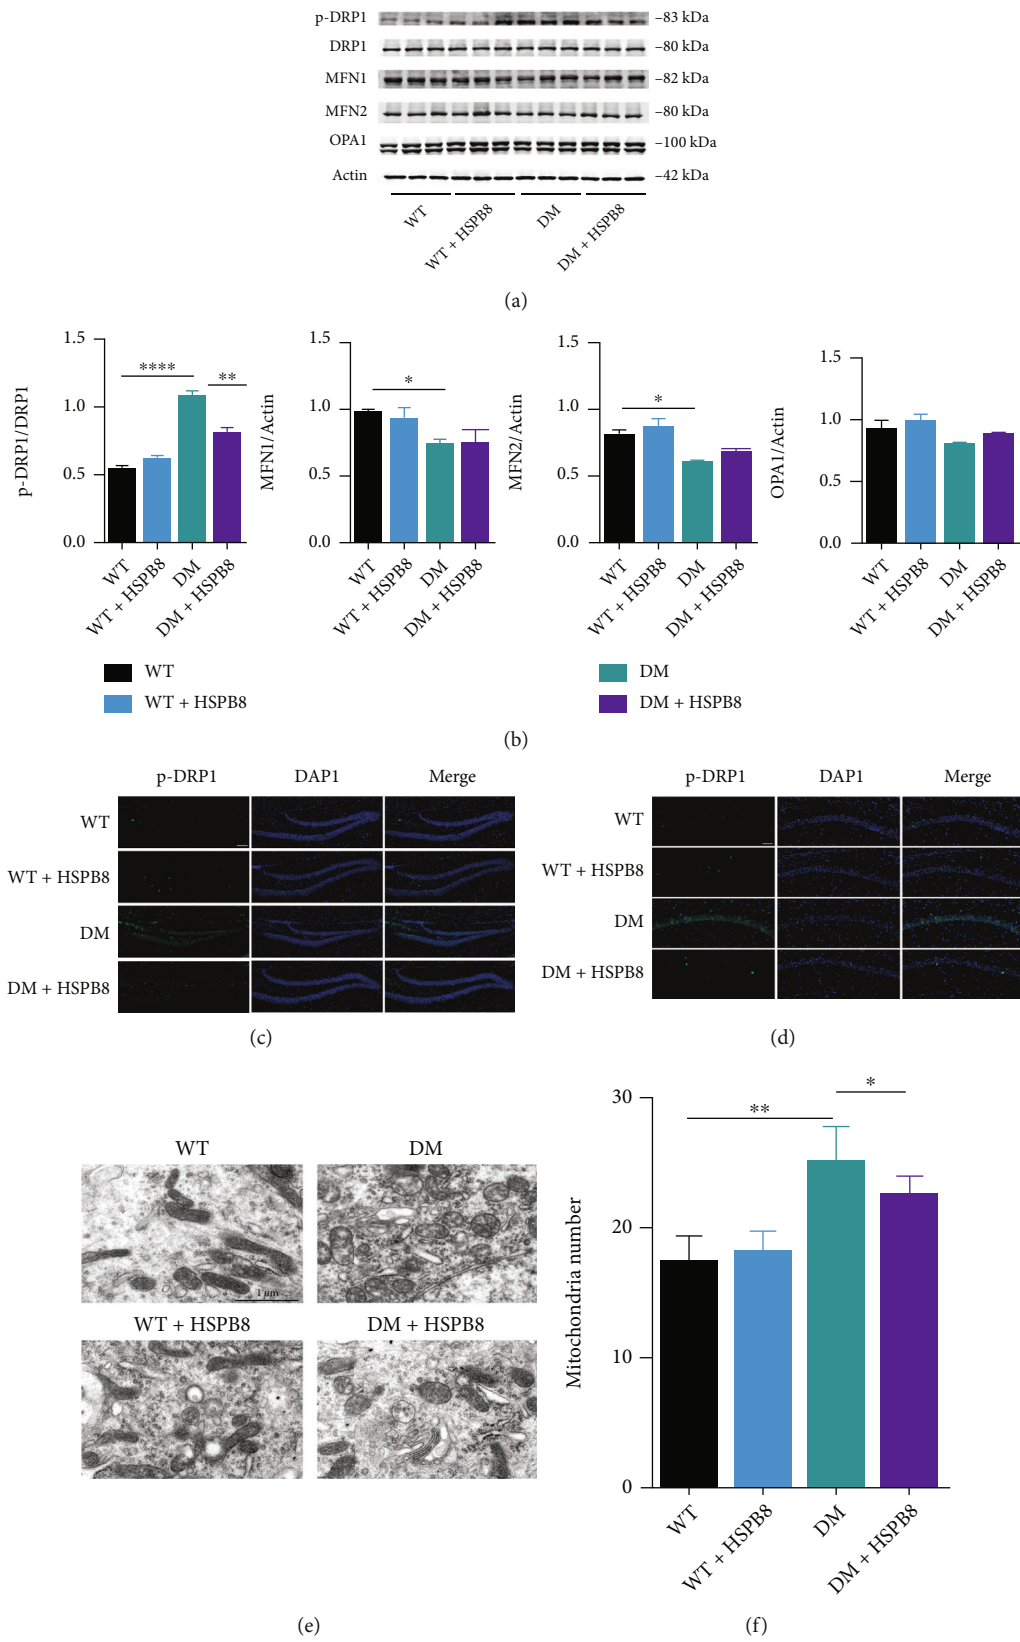 p-DRP1 –83 kDa
DRP1 –80 kDa
MFN1 –82 kDa
MFN2 –80 kDa
OPA1 –100 kDa
Actin –42 kDa
WT WT + HSPB8 DM DM + HSPB8
(a)
p-DRP1/DRP1
1.5
1.0
0.5
0.0
**** **
WT WT + HSPB8 DM DM + HSPB8
MFN1/Actin
1.5
1.0
0.5
0.0
*
WT WT + HSPB8 DM DM + HSPB8
MFN2/Actin
1.5
1.0
0.5
0.0
*
WT WT + HSPB8 DM DM + HSPB8
OPA1/Actin
1.5
1.0
0.5
0.0
WT WT + HSPB8 DM DM + HSPB8
WT DM
WT + HSPB8 DM + HSPB8
(b)
p-DRP1 DAP1 Merge
WT
WT + HSPB8
DM
DM + HSPB8
(c)
p-DRP1 DAP1 Merge
WT
WT + HSPB8
DM
DM + HSPB8
(d)
WT DM
1 μm
WT + HSPB8 DM + HSPB8
(e)
Mitochondria number
30
20
10
0
** *
WT WT + HSPB8 DM DM + HSPB8
(f)